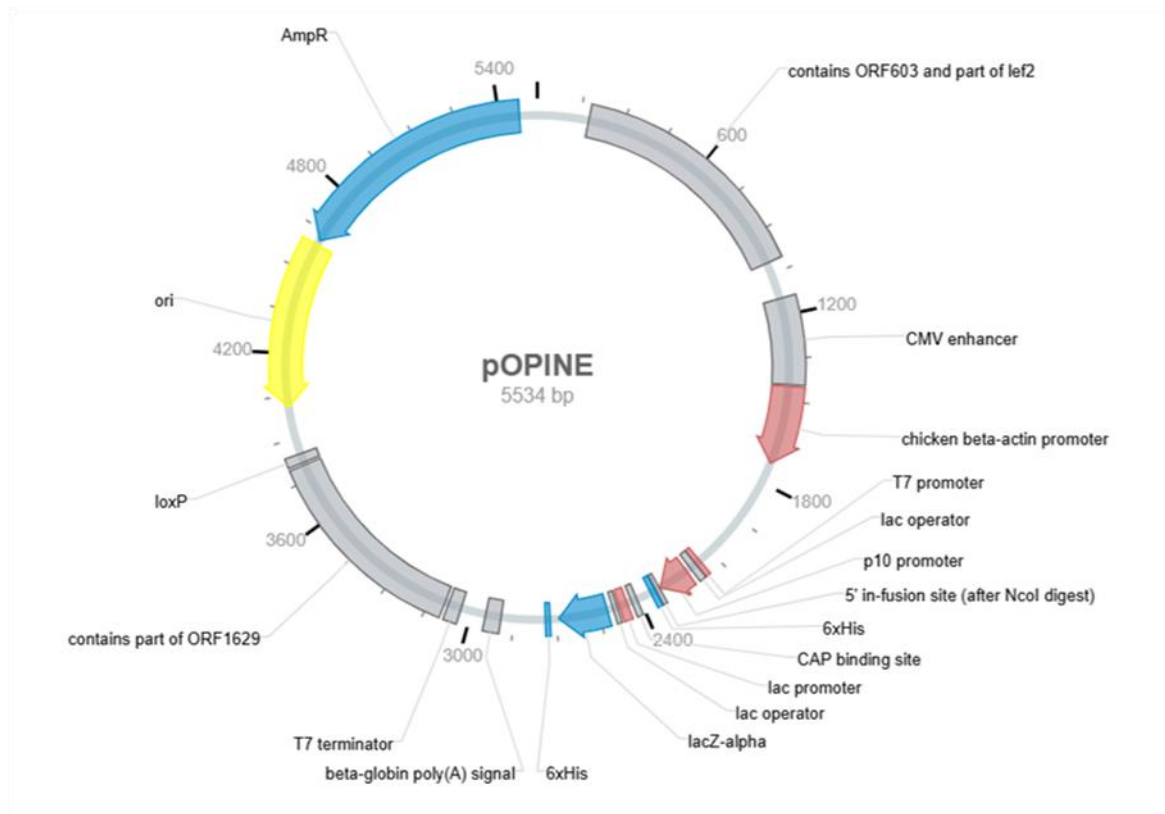 AmpR
5400
contains ORF603 and part of lef2
600
4800
1200
ori
CMV enhancer
4200
pOPINE
5534 bp
chicken beta-actin promoter
T7 promoter
loxP
1800
lac operator
3600
p10 promoter
5' in-fusion site (after NcoI digest)
6xHis
contains part of ORF1629
2400
3000
CAP binding site
lac promoter
lac operator
lacZ-alpha
T7 terminator
beta-globin poly(A) signal
6xHis